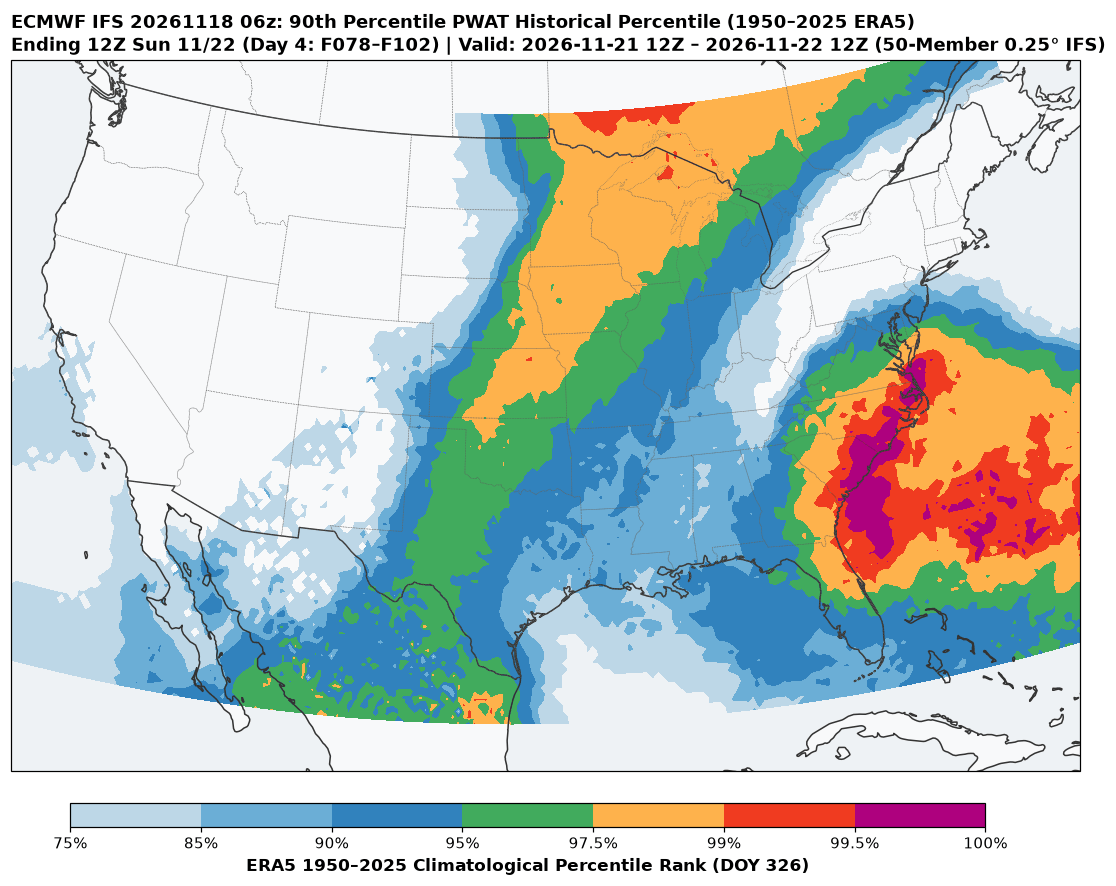 ECMWF IFS 20261118 06z: 90th Percentile PWAT Historical Percentile (1950–2025 ERA5)
Ending 12Z Sun 11/22 (Day 4: F078–F102) | Valid: 2026-11-21 12Z – 2026-11-22 12Z (50-Member 0.25° IFS)
75% 85% 90% 95% 97.5% 99% 99.5% 100%
ERA5 1950–2025 Climatological Percentile Rank (DOY 326)